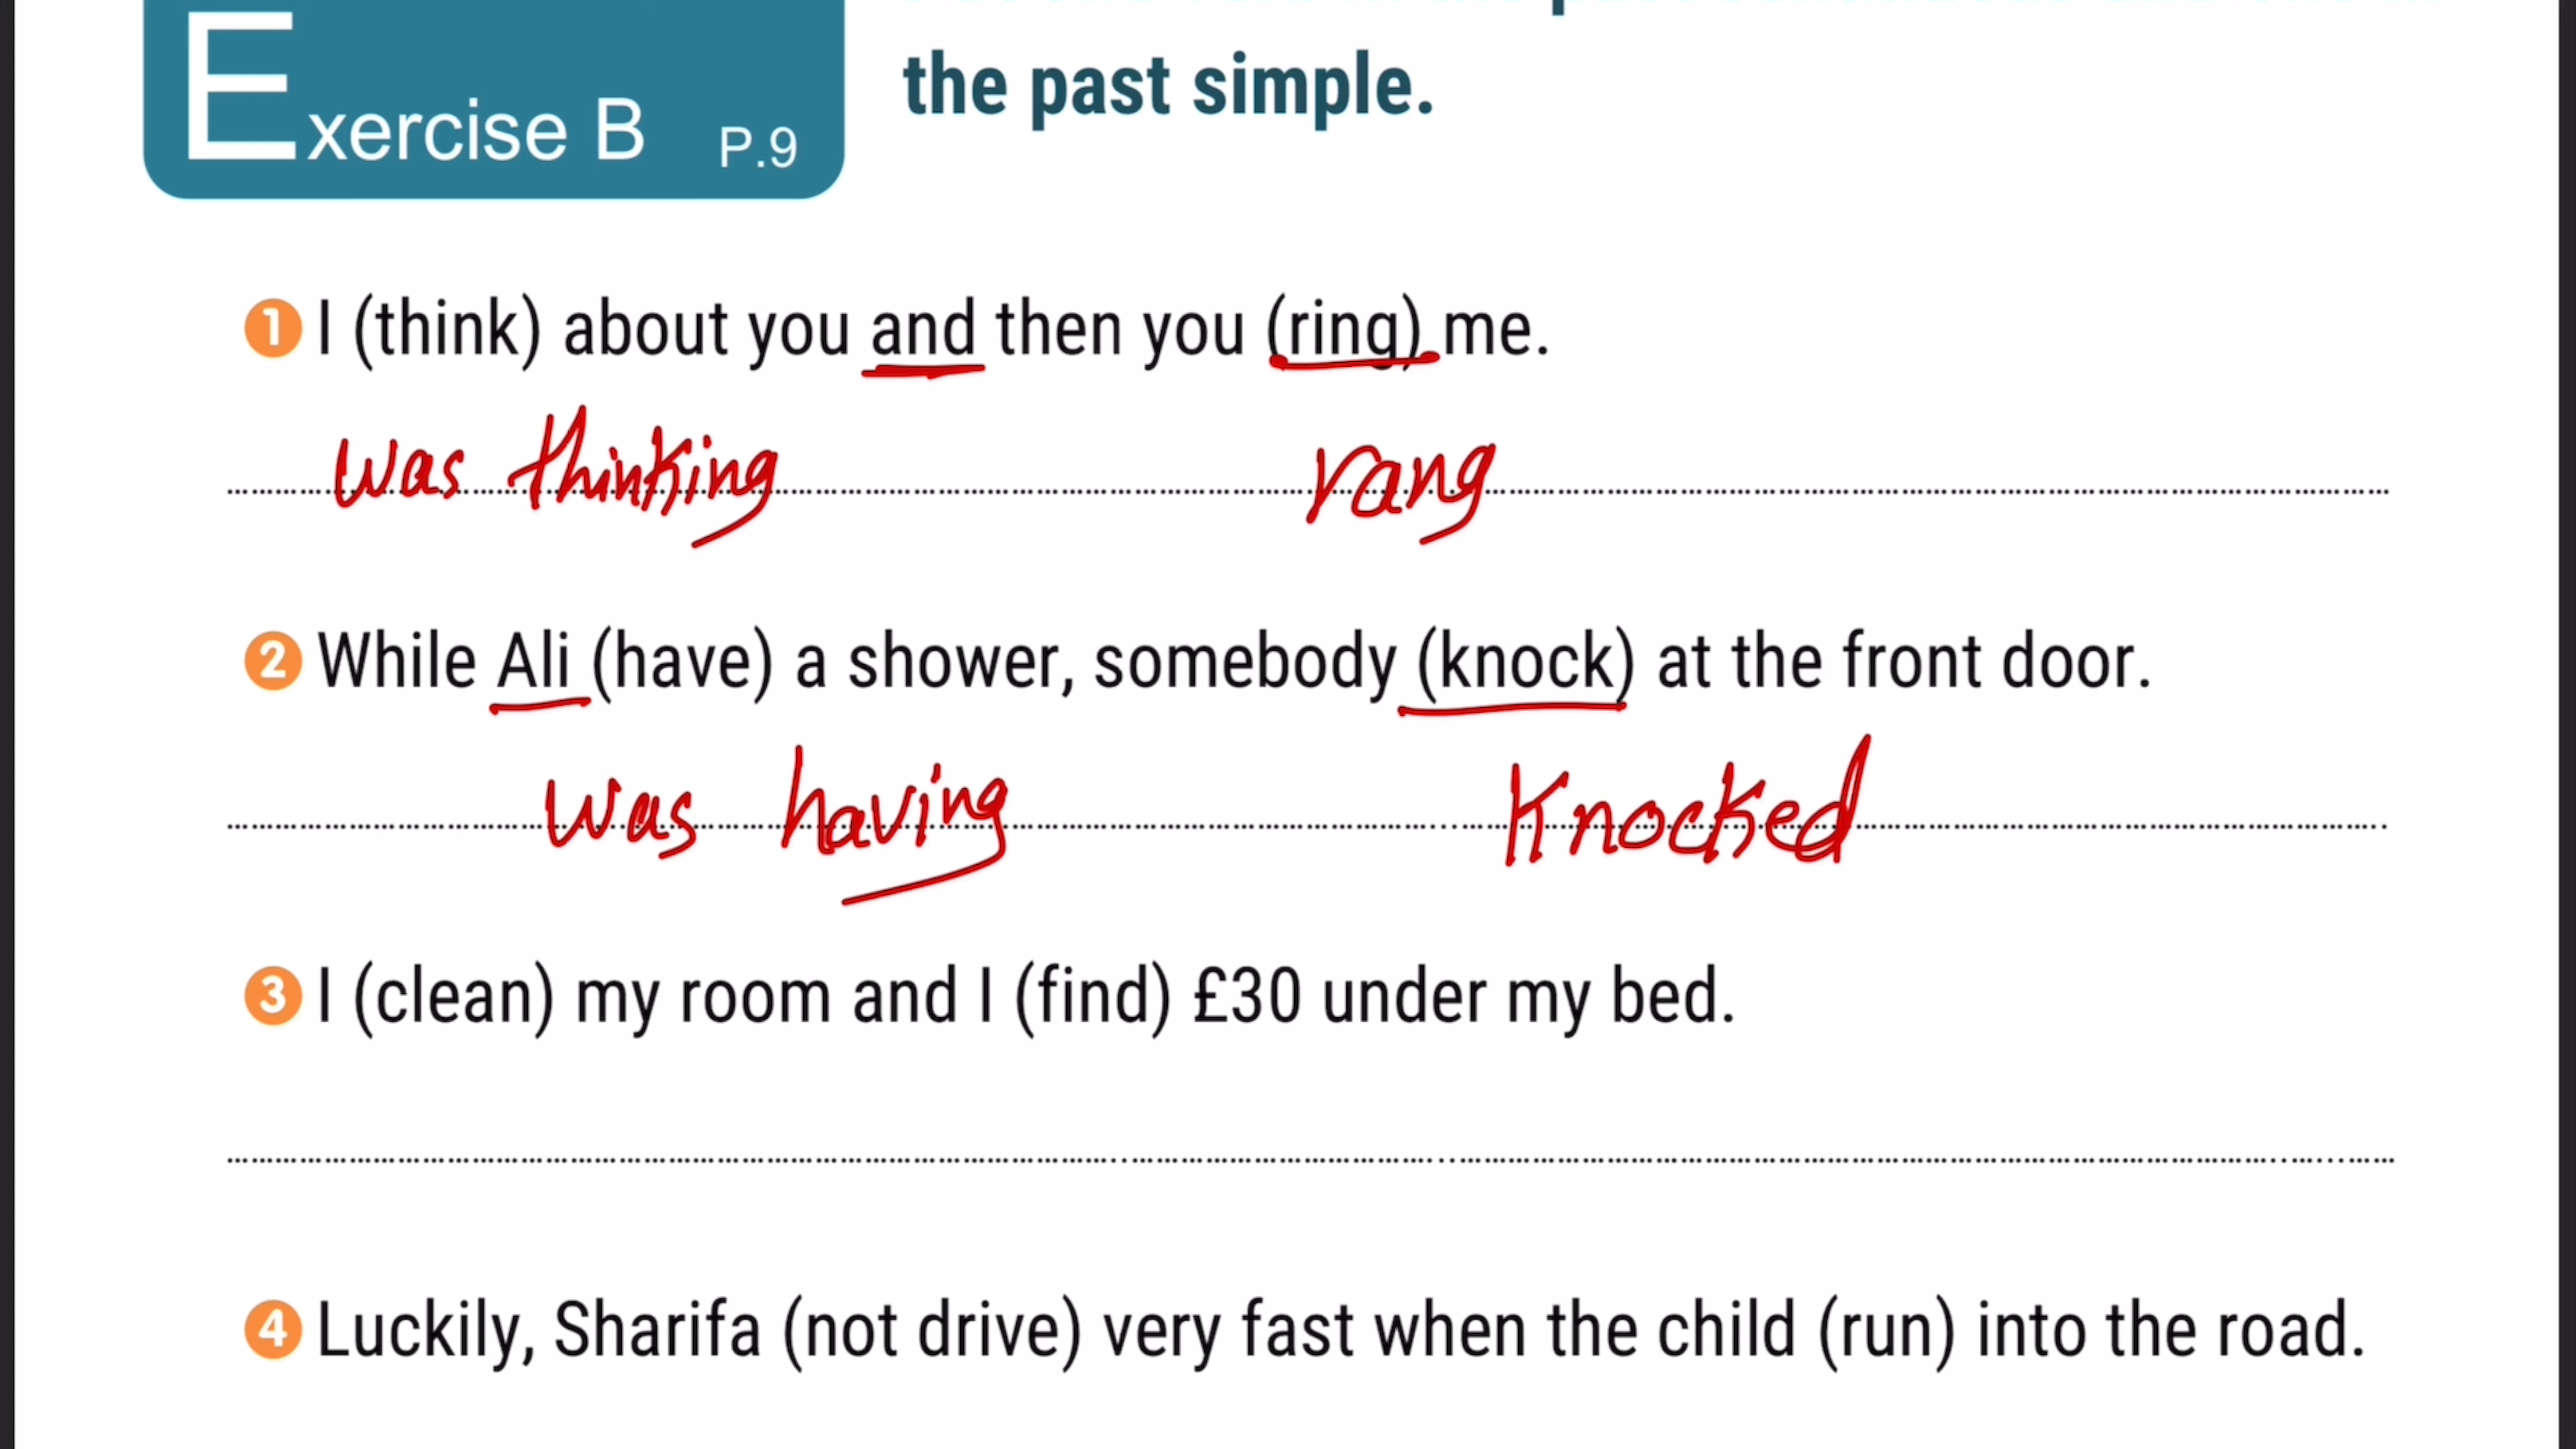 the past simple.
Exercise B P.9
1 I (think) about you and then you (ring) me.
was thinking rang
2 While Ali (have) a shower, somebody (knock) at the front door.
was having Knocked
3 I (clean) my room and I (find) £30 under my bed.
4 Luckily, Sharifa (not drive) very fast when the child (run) into the road.